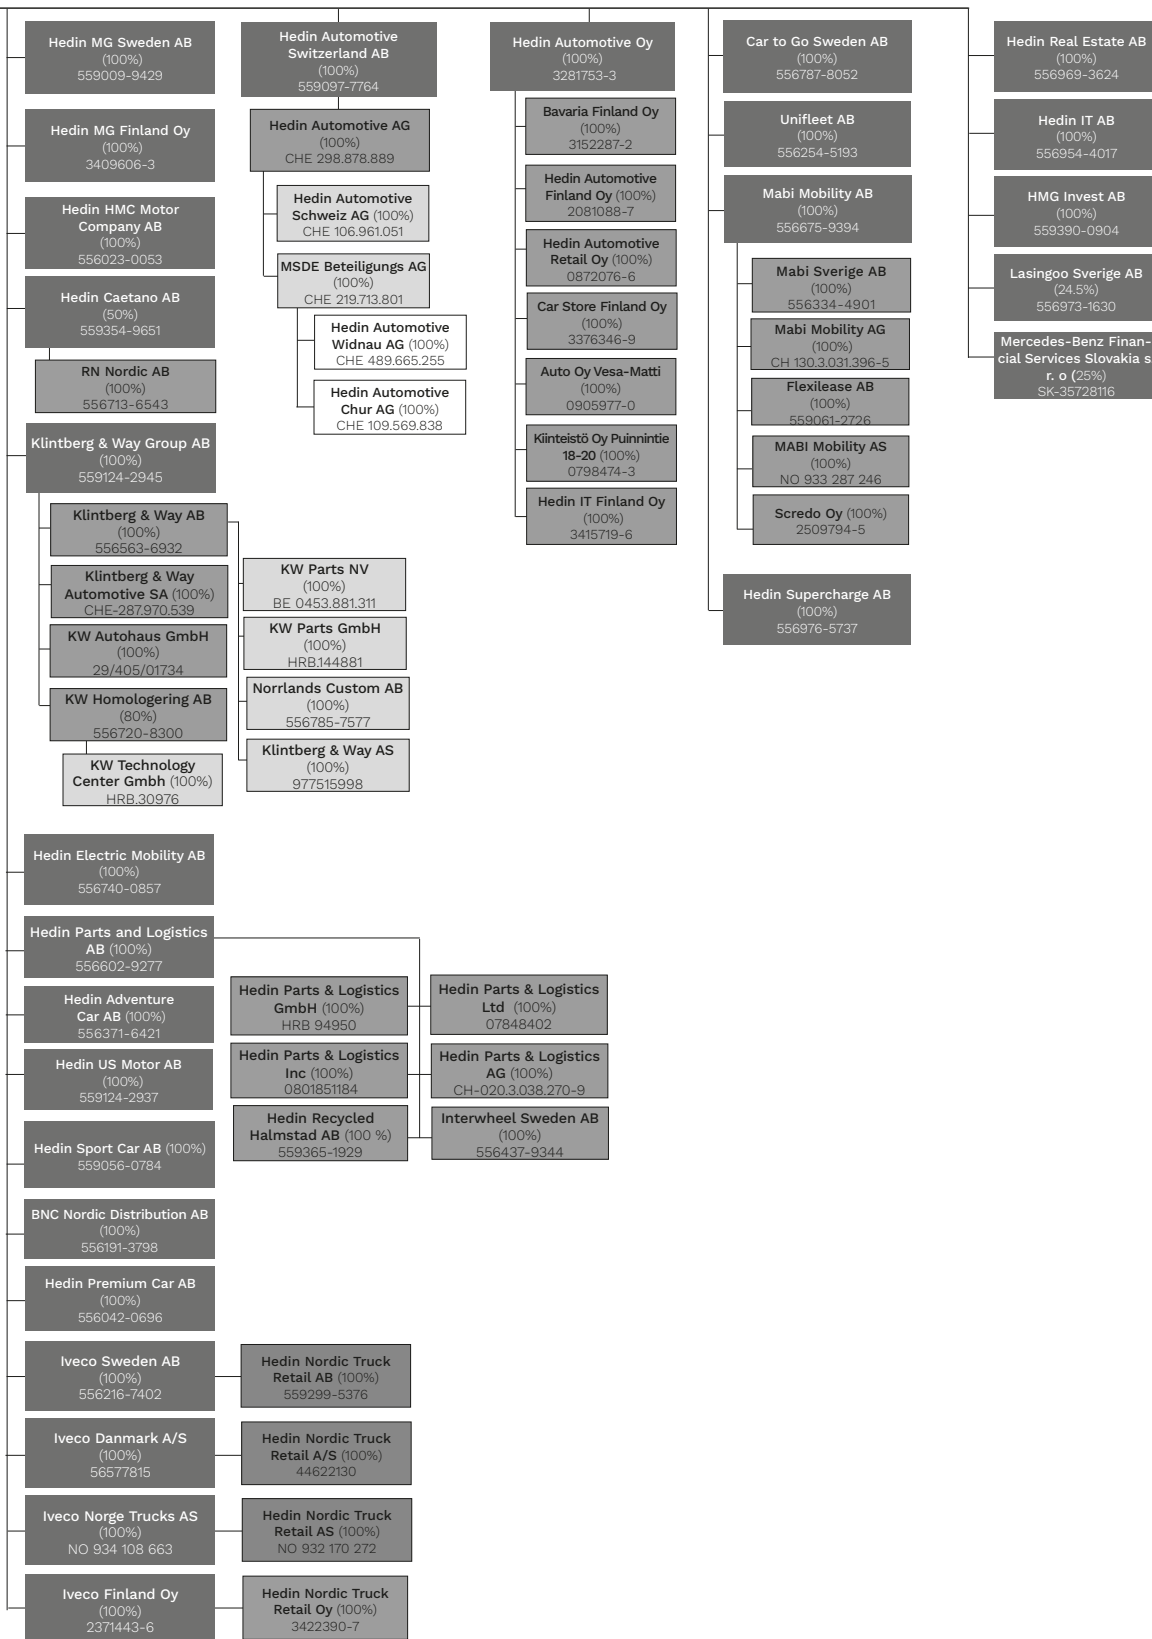 Hedin MG Sweden AB
(100%)
559009-9429
Hedin MG Finland Oy
(100%)
3409606-3
Hedin HMC Motor
Company AB
(100%)
556023-0053
Hedin Caetano AB
(50%)
559354-9651
RN Nordic AB
(100%)
556713-6543
Klintberg & Way Group AB
(100%)
559124-2945
Klintberg & Way AB
(100%)
556563-6932
Klintberg & Way
Automotive SA (100%)
CHE-287.970.539
KW Autohaus GmbH
(100%)
29/405/01734
KW Homologering AB
(80%)
556720-8300
KW Technology
Center Gmbh (100%)
HRB.30976
KW Parts NV
(100%)
BE 0453.881.311
KW Parts GmbH
(100%)
HRB.144881
Norrlands Custom AB
(100%)
556785-7577
Klintberg & Way AS
(100%)
977515998
Hedin Electric Mobility AB
(100%)
556740-0857
Hedin Parts and Logistics
AB (100%)
556602-9277
Hedin Adventure
Car AB (100%)
556371-6421
Hedin US Motor AB
(100%)
559124-2937
Hedin Sport Car AB (100%)
559056-0784
BNC Nordic Distribution AB
(100%)
556191-3798
Hedin Premium Car AB
(100%)
556042-0696
Iveco Sweden AB
(100%)
556216-7402
Iveco Danmark A/S
(100%)
56577815
Iveco Norge Trucks AS
(100%)
NO 934 108 663
Iveco Finland Oy
(100%)
2371443-6
Hedin Parts & Logistics
GmbH (100%)
HRB 94950
Hedin Parts & Logistics
Inc (100%)
0801851184
Hedin Recycled
Halmstad AB (100 %)
559365-1929
Hedin Parts & Logistics
Ltd (100%)
07848402
Hedin Parts & Logistics
AG (100%)
CH-020.3.038.270-9
Interwheel Sweden AB
(100%)
556437-9344
Hedin Nordic Truck
Retail AB (100%)
559299-5376
Hedin Nordic Truck
Retail A/S (100%)
44622130
Hedin Nordic Truck
Retail AS (100%)
NO 932 170 272
Hedin Nordic Truck
Retail Oy (100%)
3422390-7
Hedin Automotive
Switzerland AB
(100%)
559097-7764
Hedin Automotive AG
(100%)
CHE 298.878.889
Hedin Automotive
Schweiz AG (100%)
CHE 106.961.051
MSDE Beteiligungs AG
(100%)
CHE 219.713.801
Hedin Automotive
Widnau AG (100%)
CHE 489.665.255
Hedin Automotive
Chur AG (100%)
CHE 109.569.838
Hedin Automotive Oy
(100%)
3281753-3
Bavaria Finland Oy
(100%)
3152287-2
Hedin Automotive
Finland Oy (100%)
2081088-7
Hedin Automotive
Retail Oy (100%)
0872076-6
Car Store Finland Oy
(100%)
3376346-9
Auto Oy Vesa-Matti
(100%)
0905977-0
Kiinteistö Oy Puinnintie
18-20 (100%)
0798474-3
Hedin IT Finland Oy
(100%)
3415719-6
Car to Go Sweden AB
(100%)
556787-8052
Unifleet AB
(100%)
556254-5193
Mabi Mobility AB
(100%)
556675-9394
Mabi Sverige AB
(100%)
556334-4901
Mabi Mobility AG
(100%)
CH 130.3.031.396-5
Flexilease AB
(100%)
559061-2726
MABI Mobility AS
(100%)
NO 933 287 246
Scredo Oy (100%)
2509794-5
Hedin Supercharge AB
(100%)
556976-5737
Hedin Real Estate AB
(100%)
556969-3624
Hedin IT AB
(100%)
556954-4017
HMG Invest AB
(100%)
559390-0904
Lasingoo Sverige AB
(24.5%)
556973-1630
Mercedes-Benz Finan-
cial Services Slovakia s
r. o (25%)
SK-35728116